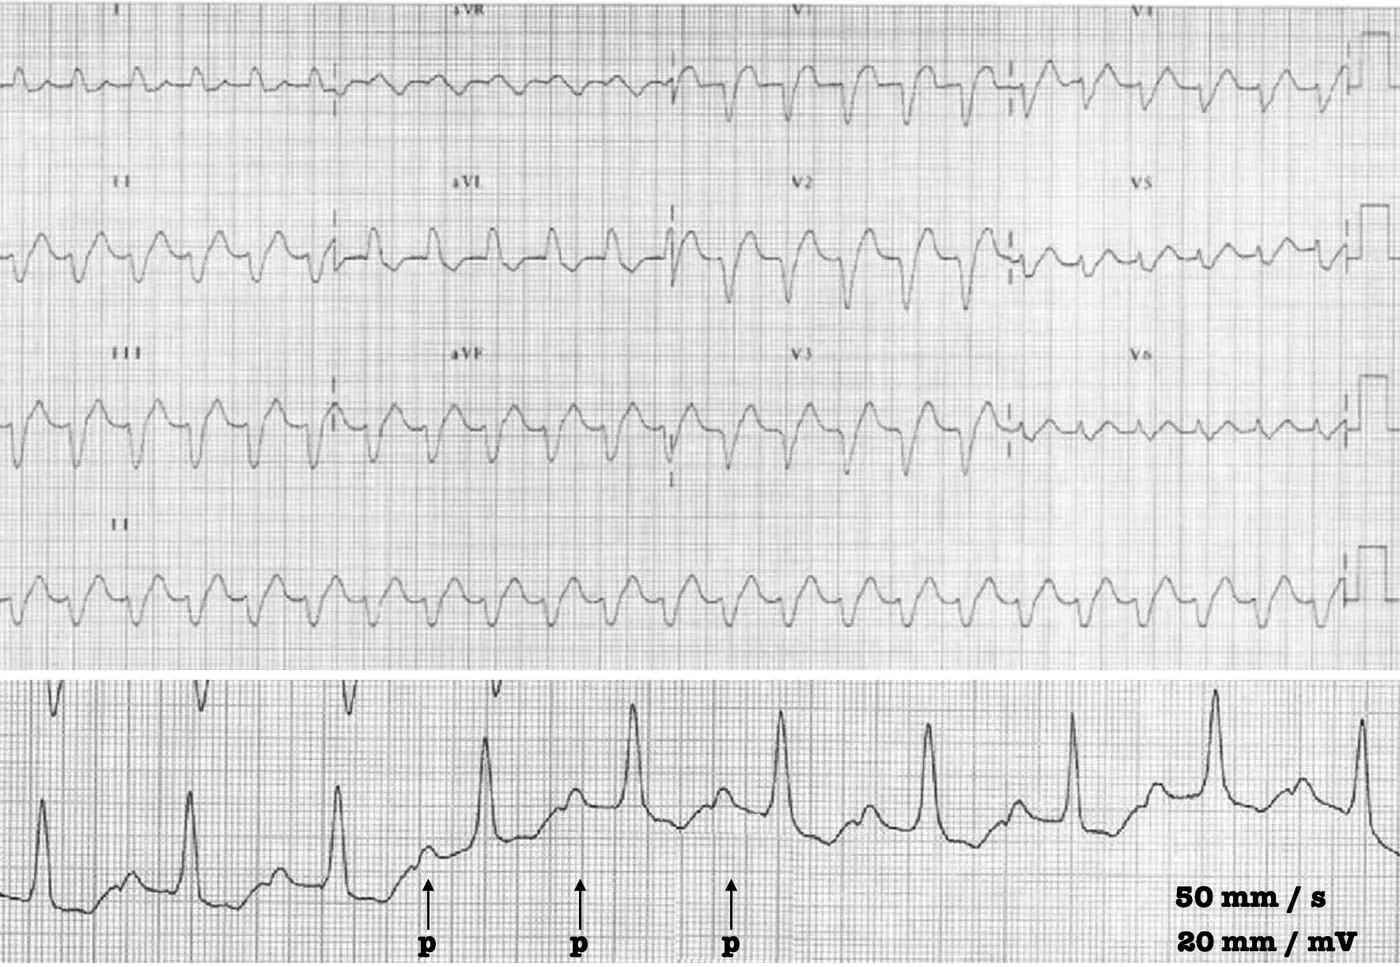 I aVR V1 V4
II aVL V2 V5
III aVF V3 V6
II
50 mm / s
20 mm / mV
p p p